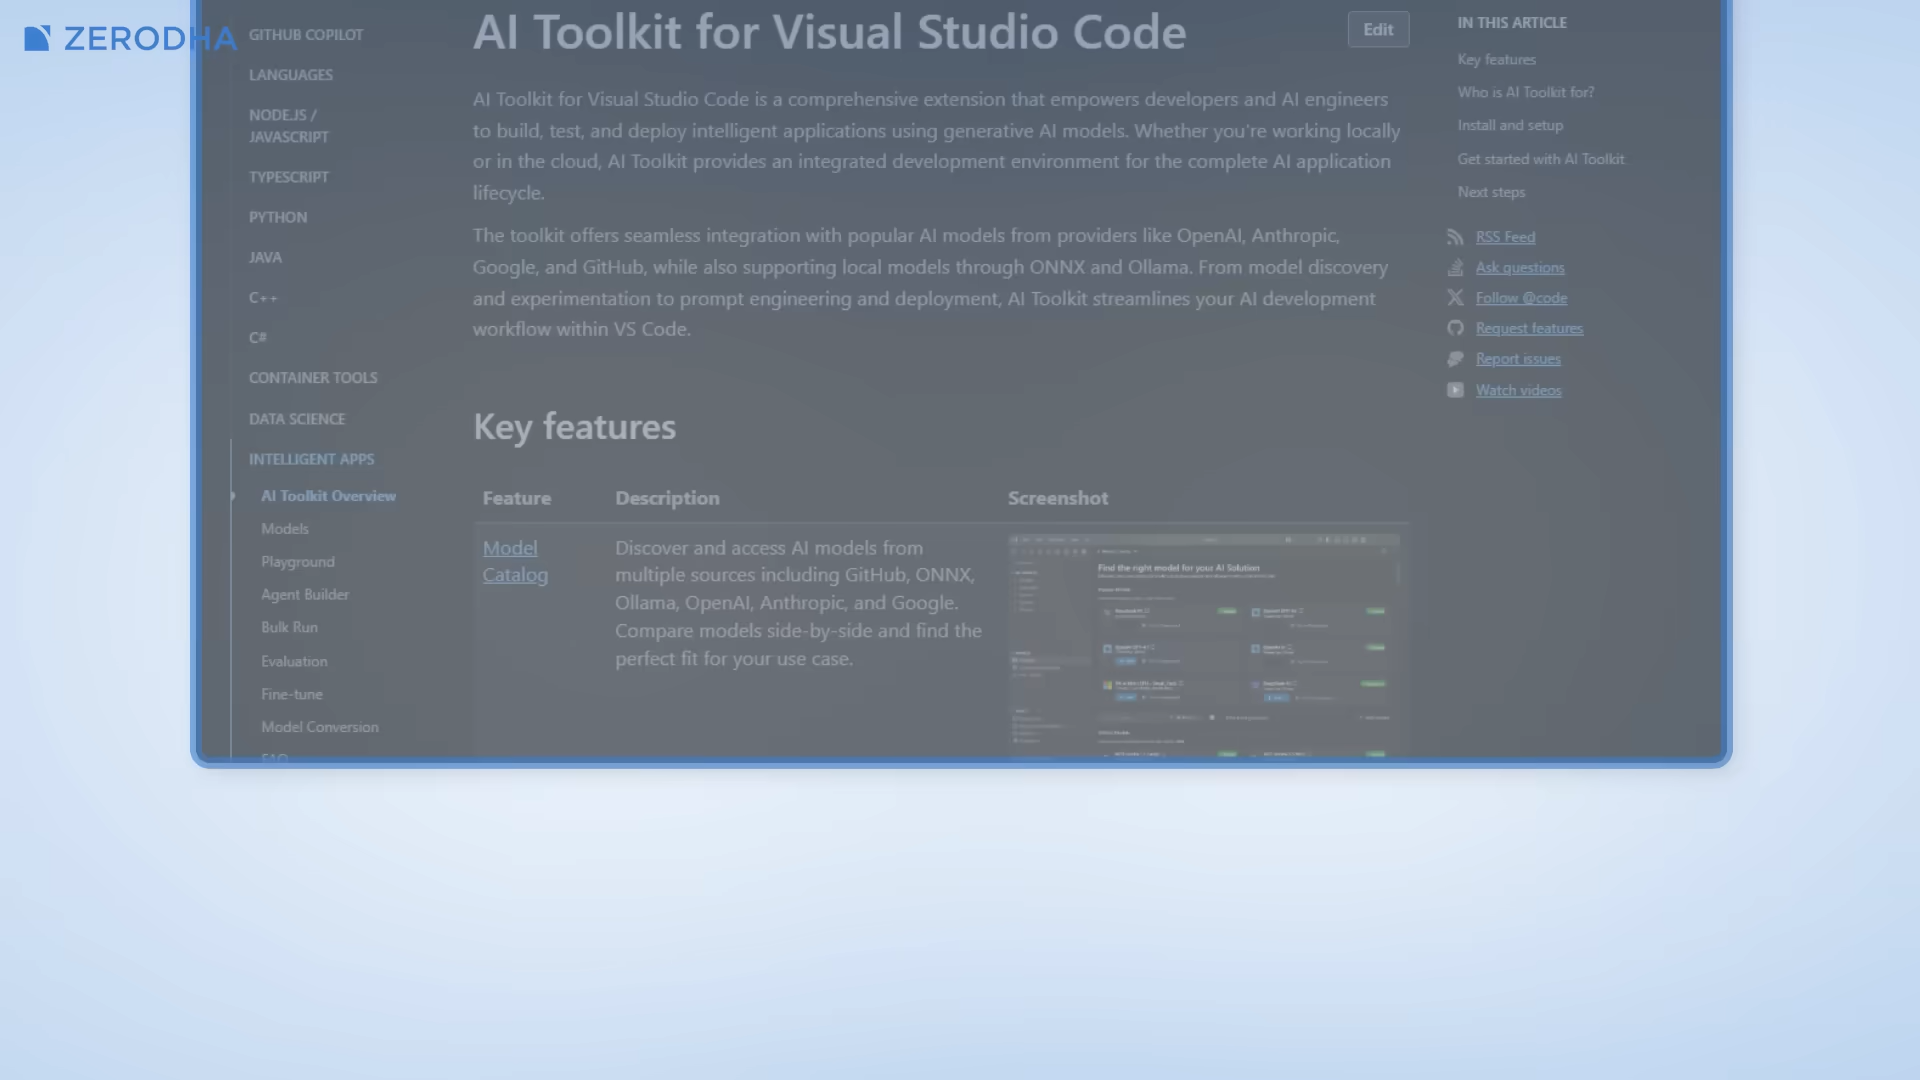 ZERODHA
GITHUB COPILOT
LANGUAGES
NODE.JS /
JAVASCRIPT
TYPESCRIPT
PYTHON
JAVA
C++
C#
CONTAINER TOOLS
DATA SCIENCE
INTELLIGENT APPS
AI Toolkit Overview
Models
Playground
Agent Builder
Bulk Run
Evaluation
Fine-tune
Model Conversion
FAQ
AI Toolkit for Visual Studio Code
Edit
AI Toolkit for Visual Studio Code is a comprehensive extension that empowers developers and AI engineers
to build, test, and deploy intelligent applications using generative AI models. Whether you're working locally
or in the cloud, AI Toolkit provides an integrated development environment for the complete AI application
lifecycle.
The toolkit offers seamless integration with popular AI models from providers like OpenAI, Anthropic,
Google, and GitHub, while also supporting local models through ONNX and Ollama. From model discovery
and experimentation to prompt engineering and deployment, AI Toolkit streamlines your AI development
workflow within VS Code.
Key features
Feature
Description
Screenshot
Model
Catalog
Discover and access AI models from
multiple sources including GitHub, ONNX,
Ollama, OpenAI, Anthropic, and Google.
Compare models side-by-side and find the
perfect fit for your use case.
Find the right model for your AI Solution
IN THIS ARTICLE
Key features
Who is AI Toolkit for?
Install and setup
Get started with AI Toolkit
Next steps
RSS Feed
Ask questions
Follow @code
Request features
Report issues
Watch videos